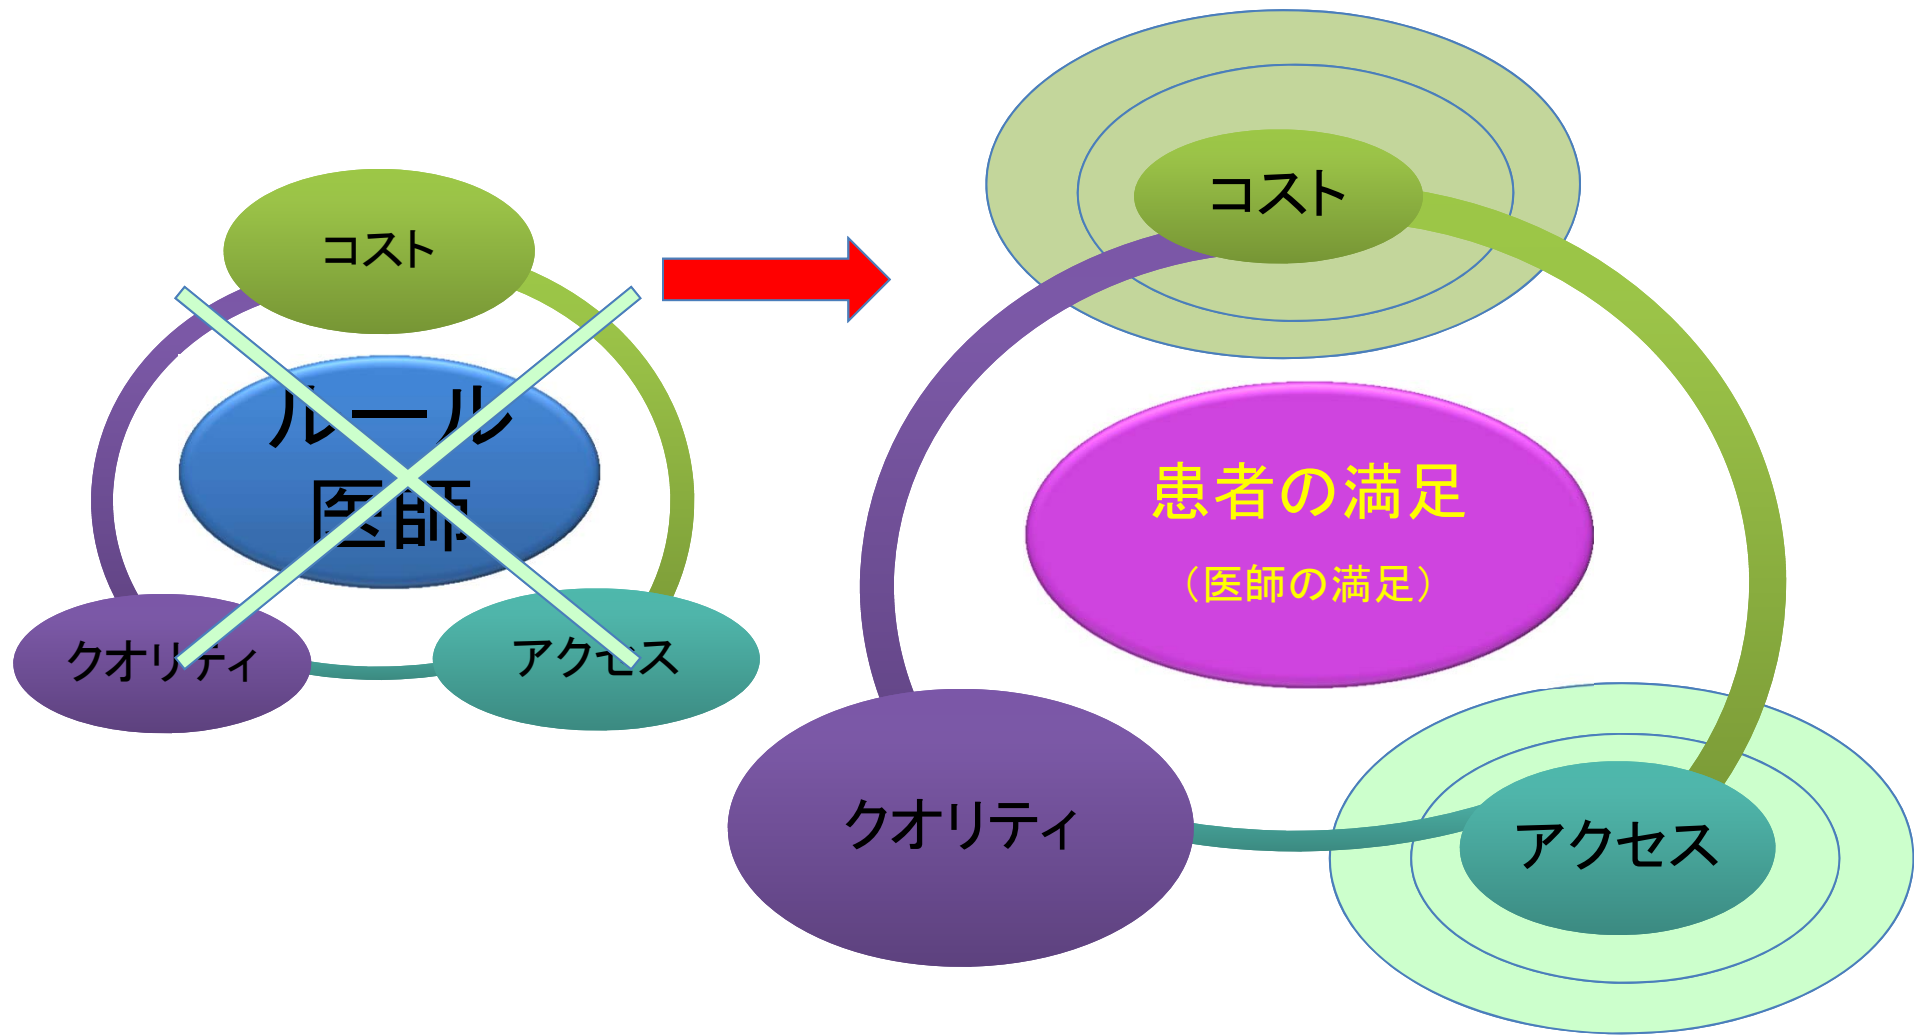 コスト
ルール
医師
クオリティ
アクセス
コスト
患者の満足
（医師の満足）
クオリティ
アクセス